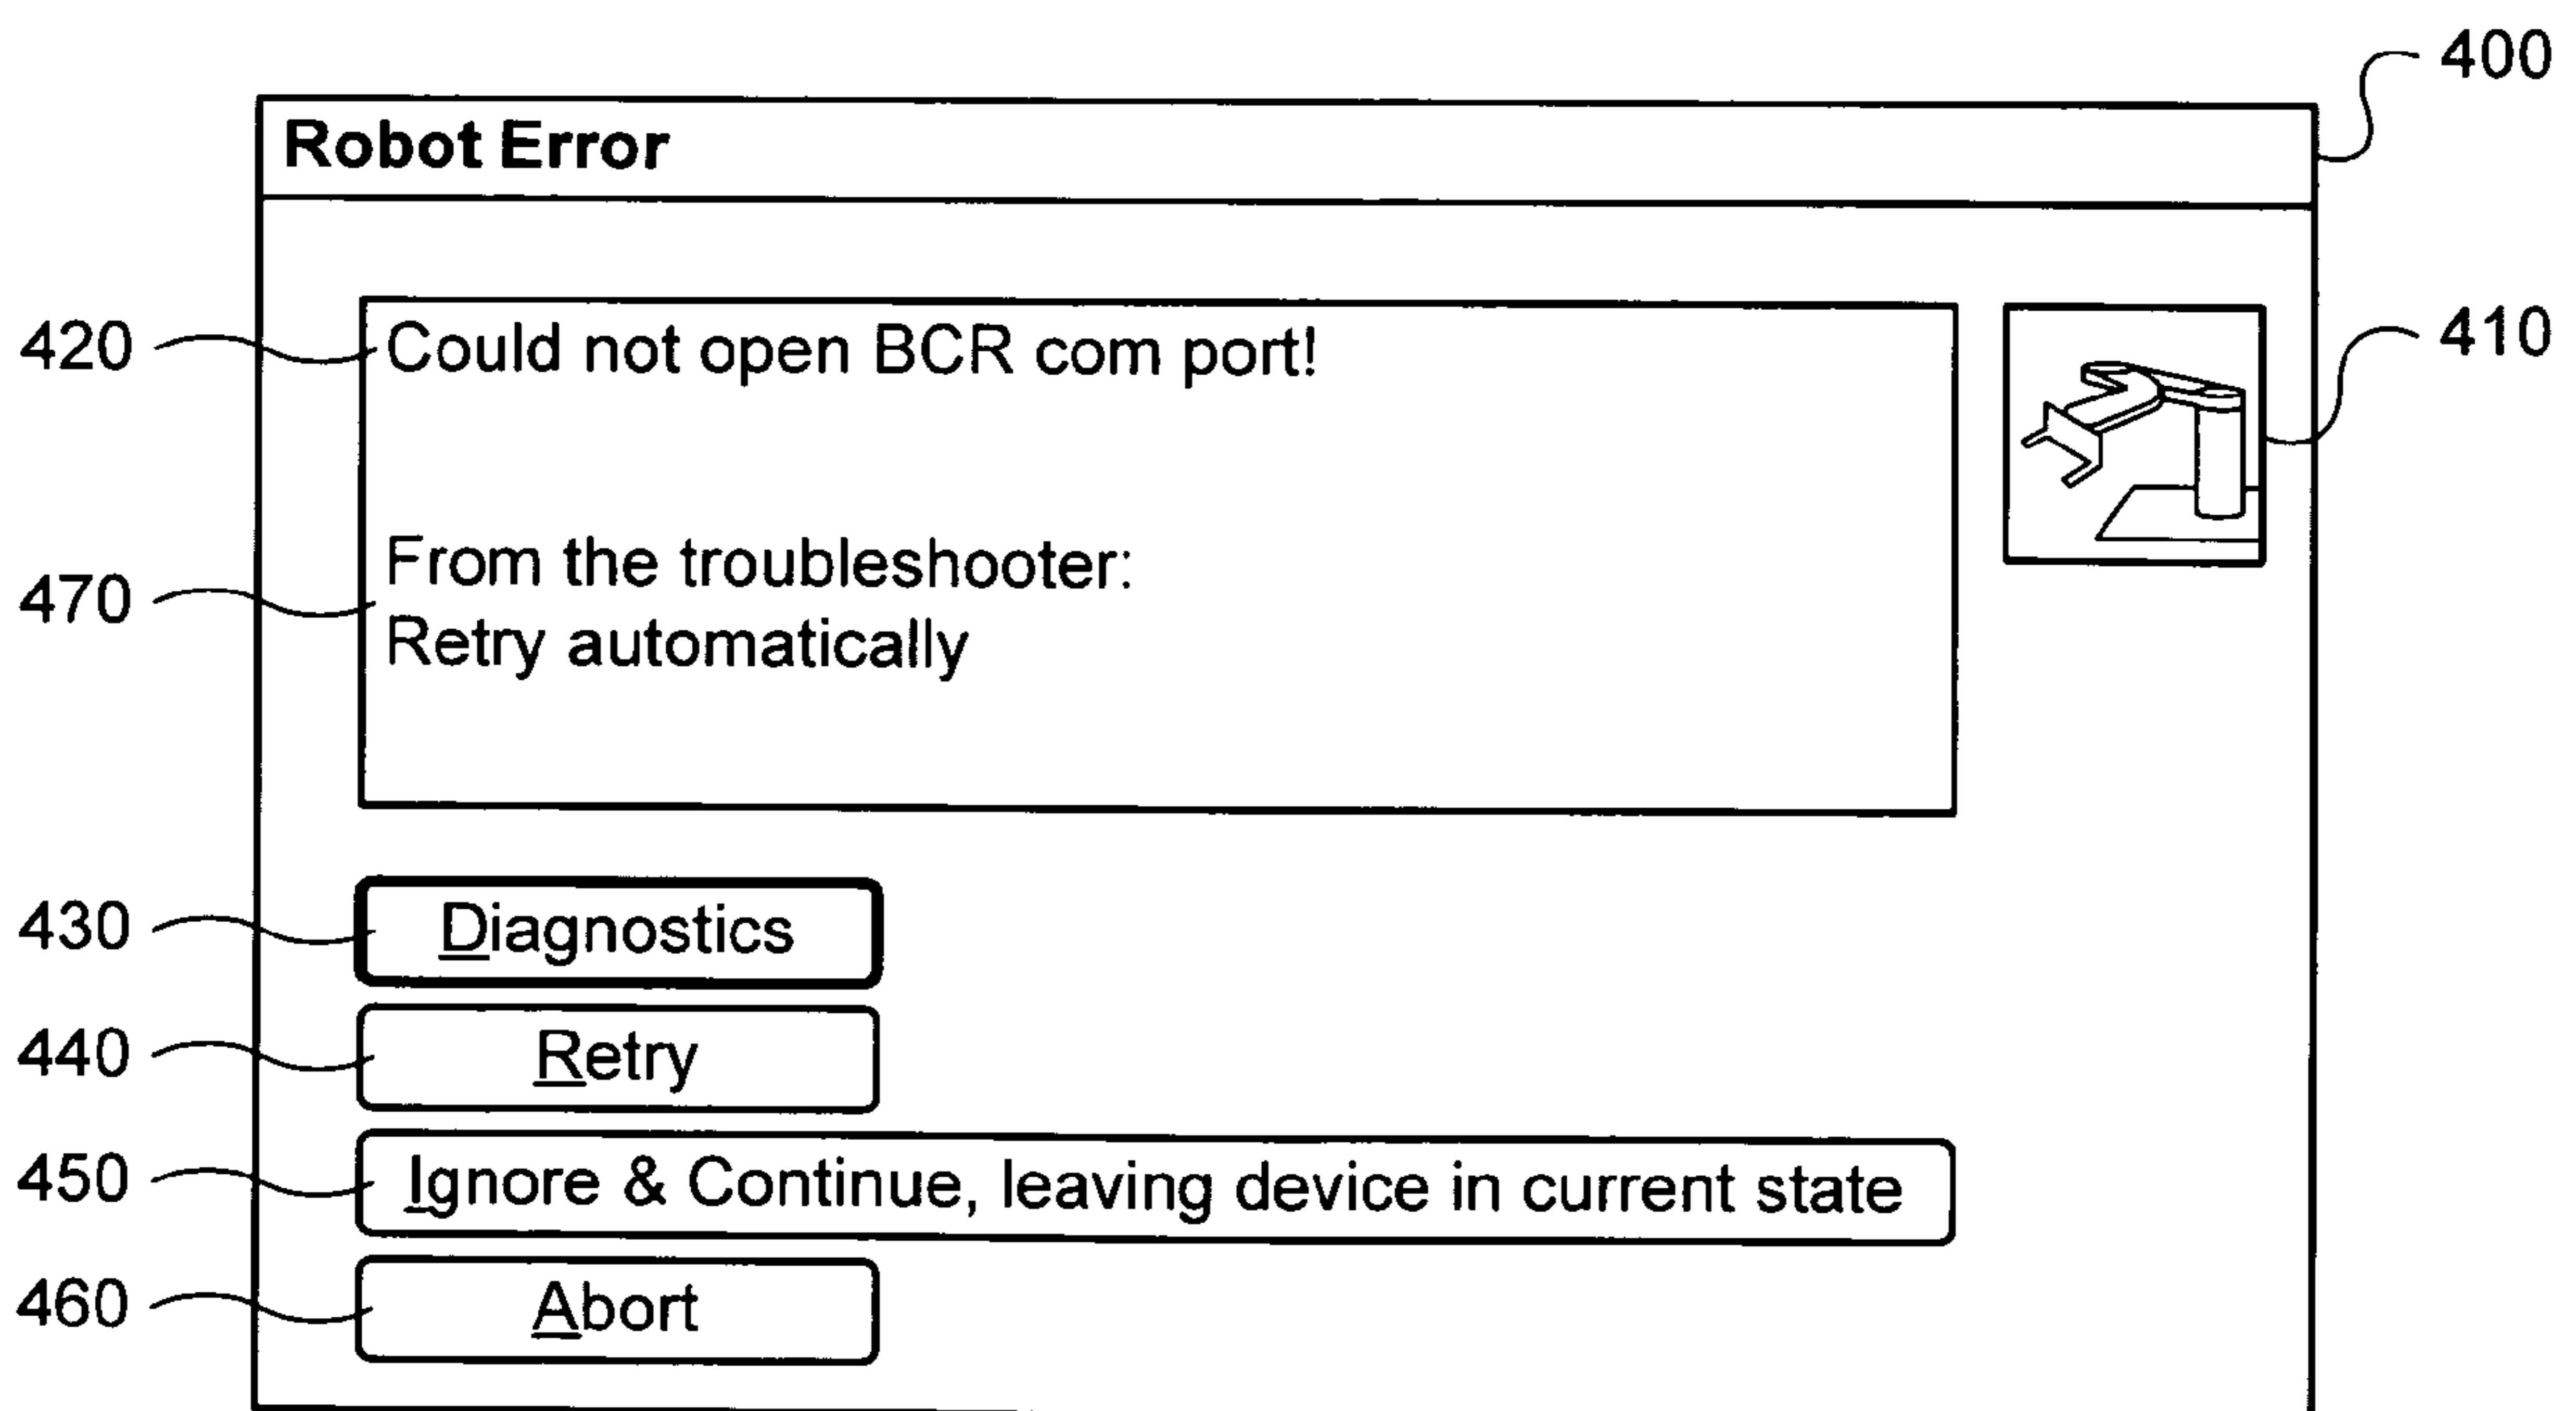 400
Robot Error
420
Could not open BCR com port!
410
470
From the troubleshooter:
Retry automatically
430
Diagnostics
440
Retry
450
Ignore & Continue, leaving device in current state
460
Abort